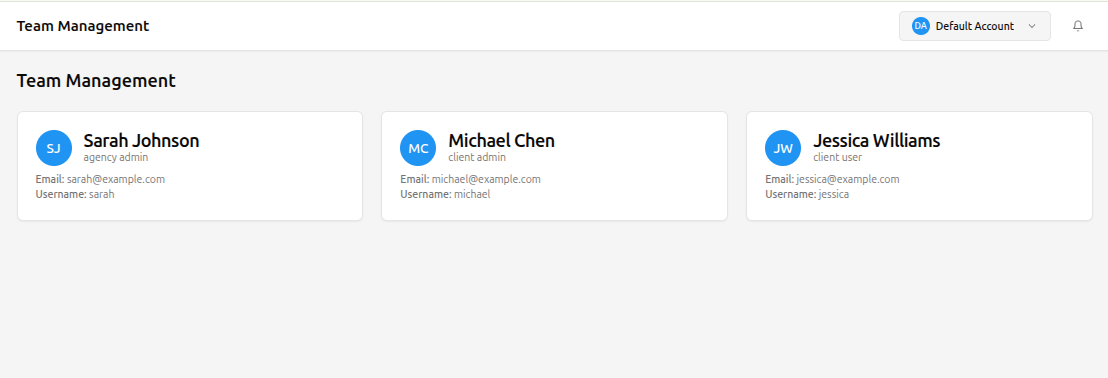 Team Management
DA Default Account
Team Management
SJ
Sarah Johnson
agency admin
Email: sarah@example.com
Username: sarah
MC
Michael Chen
client admin
Email: michael@example.com
Username: michael
JW
Jessica Williams
client user
Email: jessica@example.com
Username: jessica